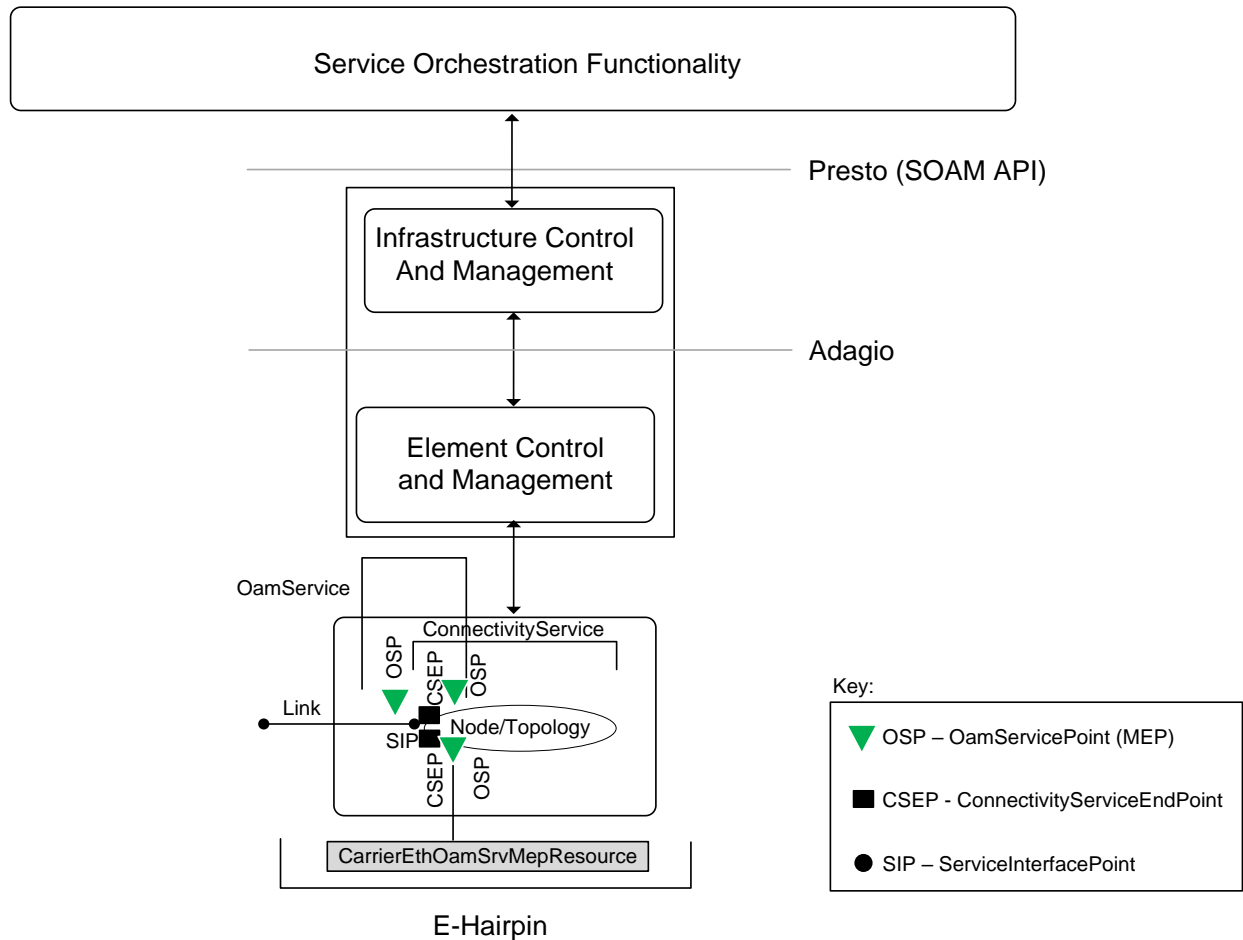 Service Orchestration Functionality
Presto (SOAM API)
Infrastructure Control
And Management
Adagio
Element Control
and Management
OamService
ConnectivityService
OSP
CSEP
OSP
Link
SIP
Node/Topology
CSEP
OSP
CarrierEthOamSrvMepResource
E-Hairpin
Key:
OSP – OamServicePoint (MEP)
CSEP - ConnectivityServiceEndPoint
SIP – ServiceInterfacePoint